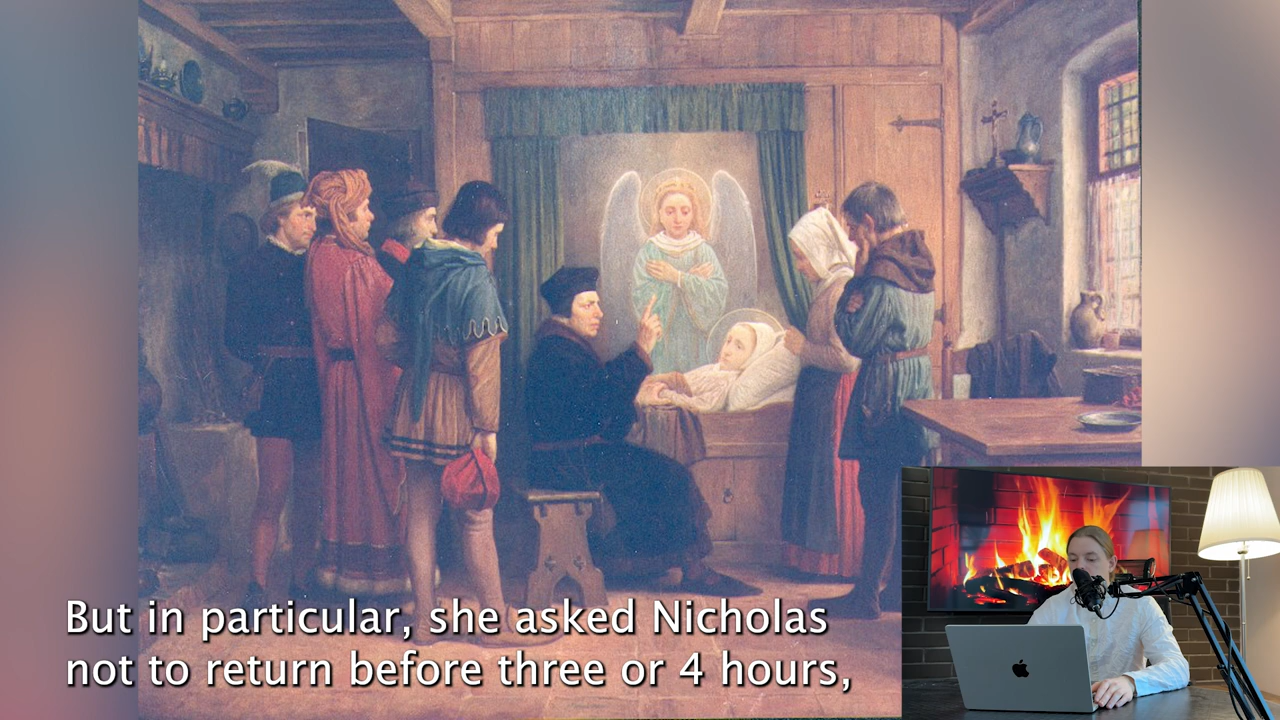 But in particular, she asked Nicholas
not to return before three or 4 hours,